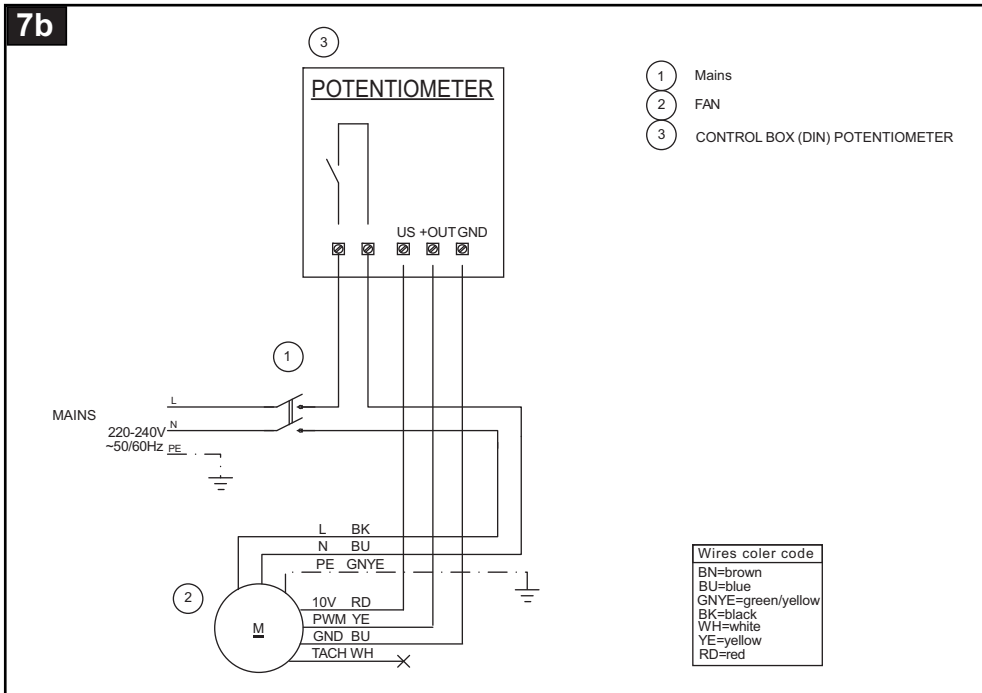 7b
3
POTENTIOMETER
US +OUT GND
1 Mains
2 FAN
3 CONTROL BOX (DIN) POTENTIOMETER
1
MAINS
L
N
220-240V
~50/60Hz
PE
L BK
N BU
PE GNYE
2
M
10V RD
PWM YE
GND BU
TACH WH
Wires coler code
BN=brown
BU=blue
GNYE=green/yellow
BK=black
WH=white
YE=yellow
RD=red